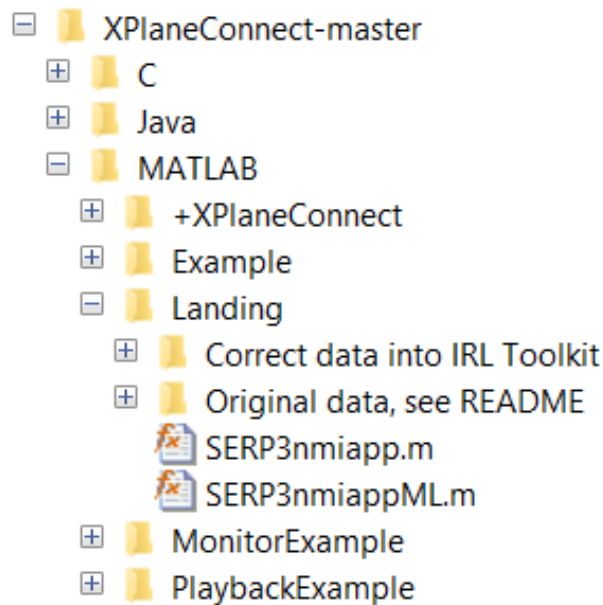 XPlaneConnect-master
C
Java
MATLAB
+XPlaneConnect
Example
Landing
Correct data into IRL Toolkit
Original data, see README
SERP3nmiapp.m
SERP3nmiappML.m
MonitorExample
PlaybackExample